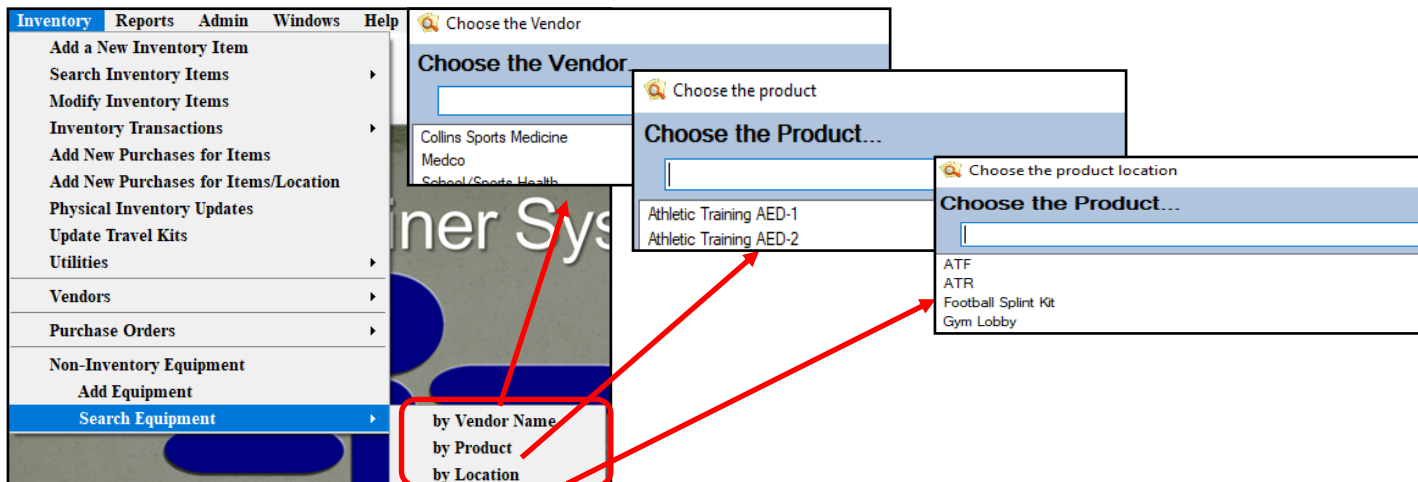 Inventory Reports Admin Windows Help
Add a New Inventory Item
Search Inventory Items
Modify Inventory Items
Inventory Transactions
Add New Purchases for Items
Add New Purchases for Items/Location
Physical Inventory Updates
Update Travel Kits
Utilities
Vendors
Purchase Orders
Non-Inventory Equipment
Add Equipment
Search Equipment
by Vendor Name
by Product
by Location
iner Sys
Choose the Vendor
Choose the Vendor
Collins Sports Medicine
Medco
School/Sports Health
Choose the product
Choose the Product...
Athletic Training AED-1
Athletic Training AED-2
Choose the product location
Choose the Product...
ATF
ATR
Football Splint Kit
Gym Lobby